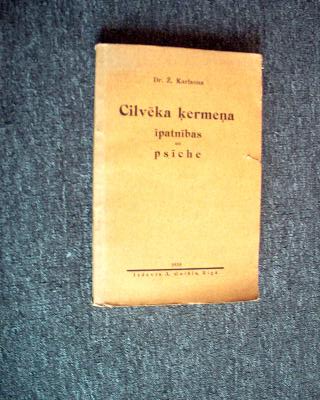 Dr. Ž. Karlsons
Cilvēka ķermeņa
īpatnības
un
psiche
Izdevis A. Gulbis, Rīgā